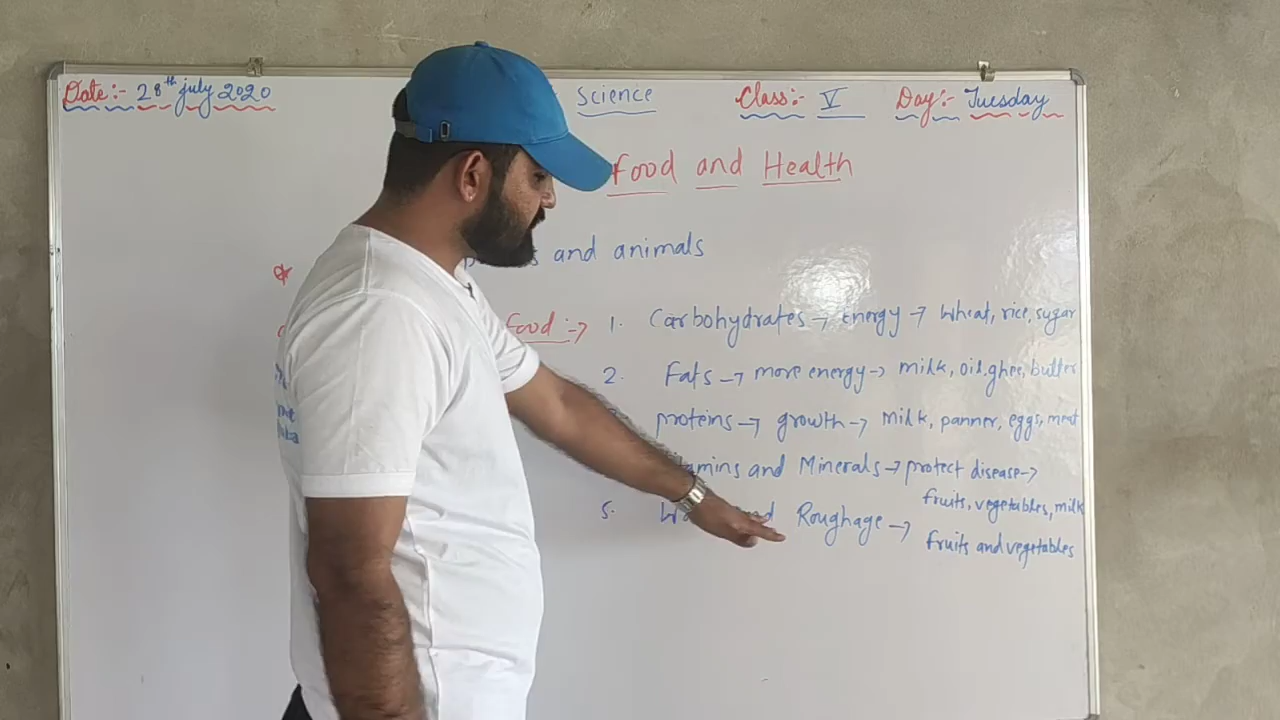 Date:- 28th july 2020
Science
Class:- V
Day:- Tuesday
Food and Health
and animals
food :→ 1. Carbohydrates → energy → Wheat, rice, sugar
2. Fats → more energy → milk, oil, ghee, butter
proteins → growth → milk, panner, eggs, meat
and Minerals → protect disease →
fruits, vegetables, milk
5. Roughage →
fruits and vegetables